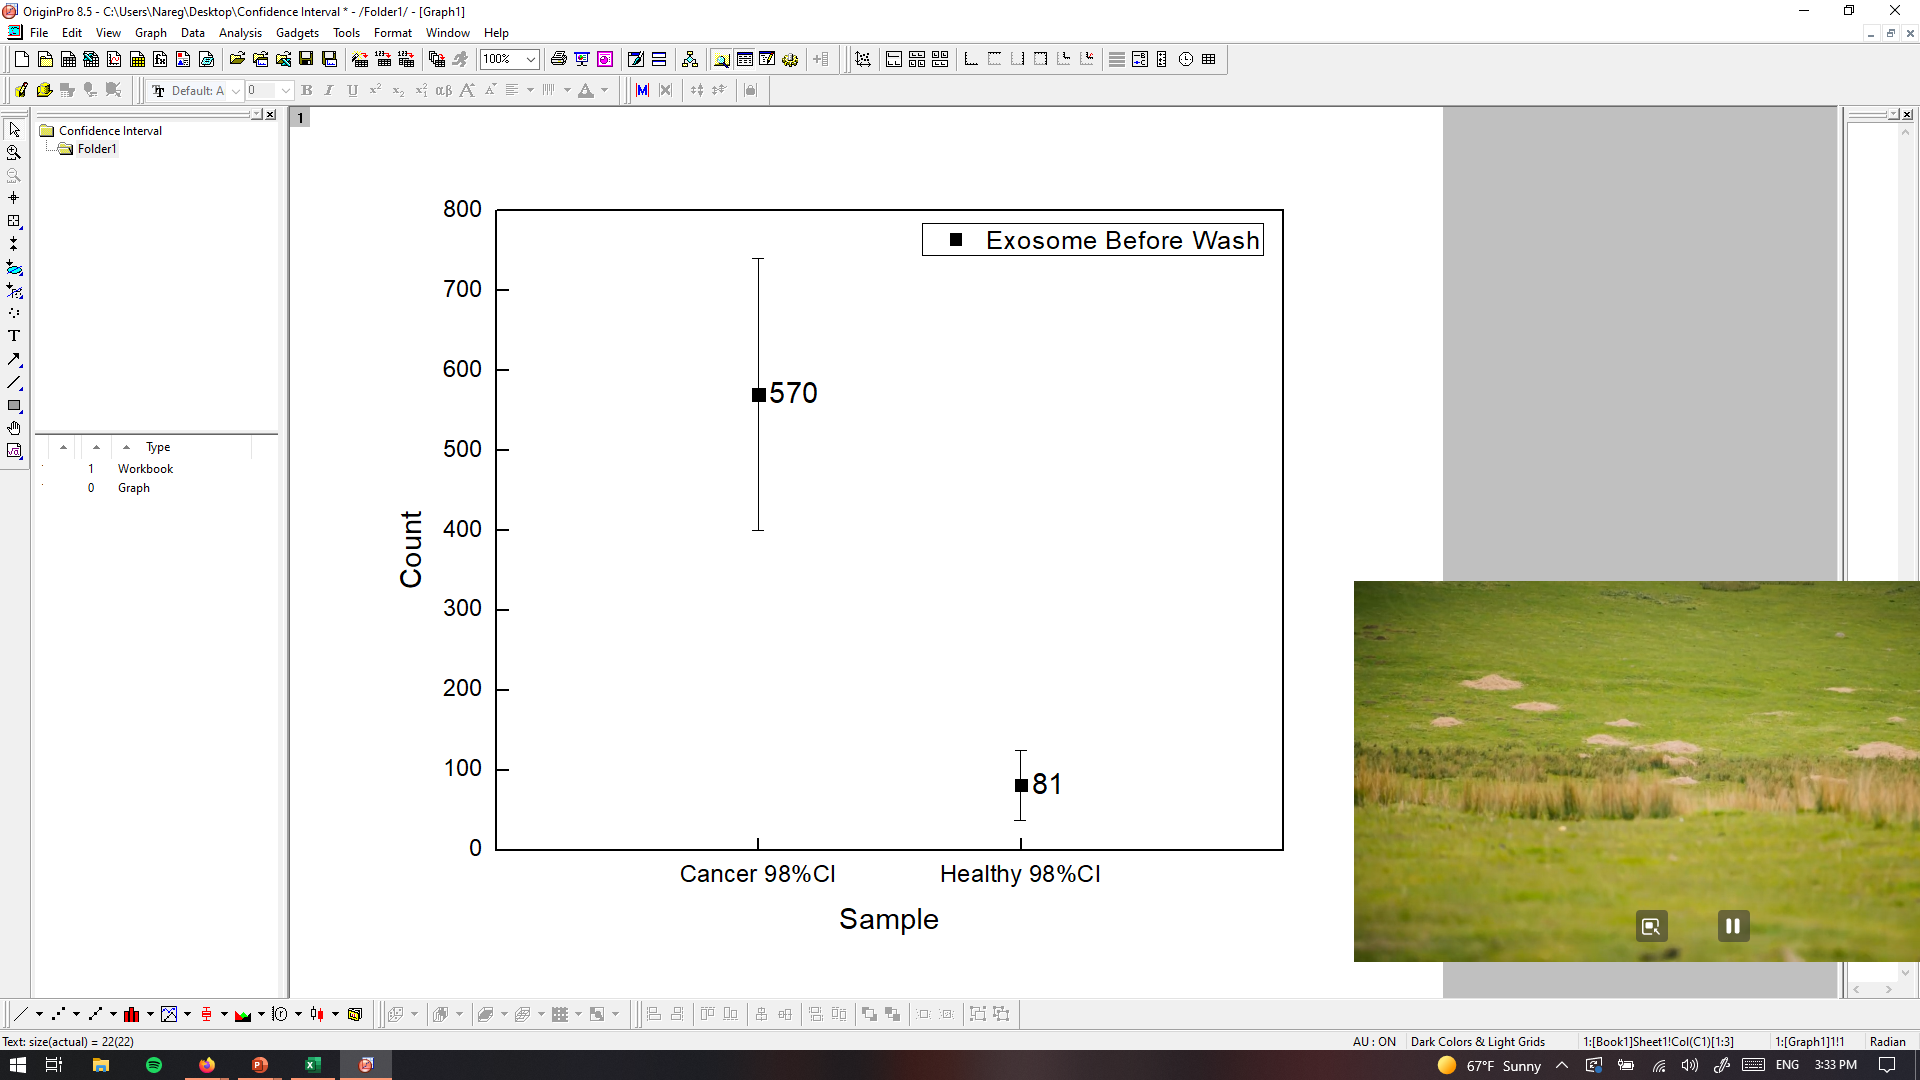 OriginPro 8.5 - C:\Users\Nareg\Desktop\Confidence Interval * - /Folder1/ - [Graph1]
File Edit View Graph Data Analysis Gadgets Tools Format Window Help
100%
Default: A 0 B I U
Confidence Interval
Folder1
1
800
Exosome Before Wash
700
600
570
500
Type
1 Workbook
0 Graph
400
Count
300
200
100
81
0
Cancer 98%CI Healthy 98%CI
Sample
Text: size(actual) = 22(22) AU : ON Dark Colors & Light Grids 1:[Book1]Sheet1!Col(C1)[1:3] 1:[Graph1]1!1 Radian
67°F Sunny ENG 3:33 PM